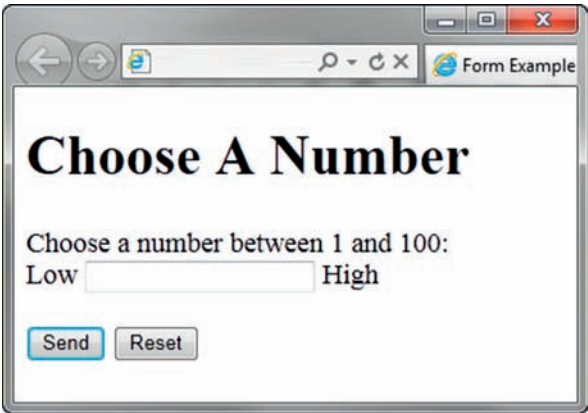 Form Example
Choose A Number
Choose a number between 1 and 100:
Low High
Send Reset